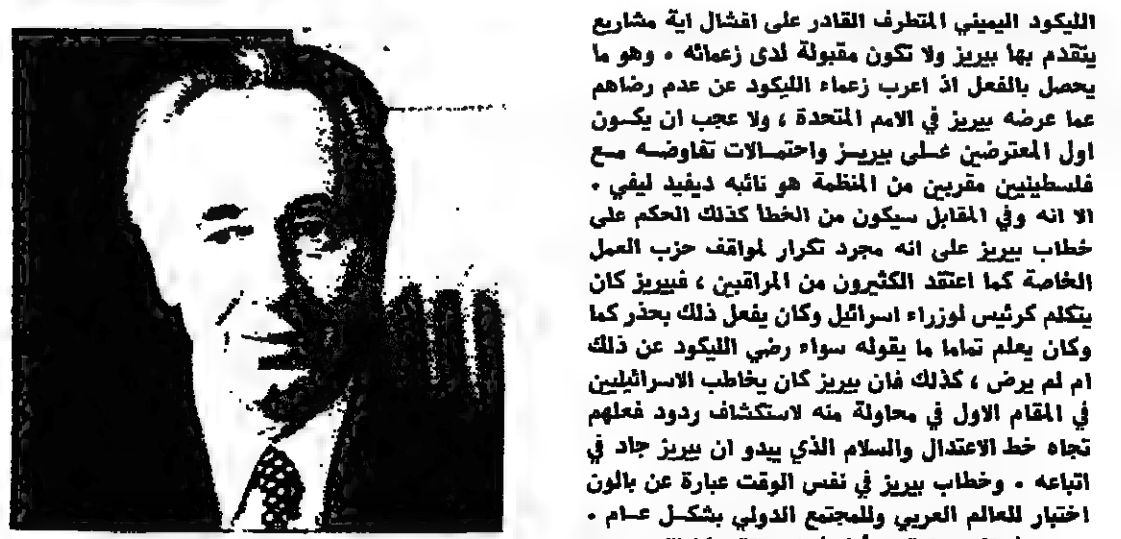 الليكود اليميني المتطرف القادر على افشال اية مشاريع
يتقدم بها بيريز ولا تكون مقبولة لدى زعمائه . وهو ما
يحصل بالفعل اذ اعرب زعماء الليكود عن عدم رضاهم
عما عرضه بيريز في الامم المتحدة ، ولا عجب ان يكون
اول المعترضين على بيريز واحتمالات تفاوضه مع
فلسطينيين مقربين من المنظمة هو نائبه ديفيد ليفي .
الا انه وفي المقابل سيكون من الخطأ كذلك الحكم على
خطاب بيريز على انه مجرد تكرار لمواقف حزب العمل
الخاصة كما اعتقد الكثيرون من المراقبين ، فبيريز كان
يتكلم كرئيس لوزراء اسرائيل وكان يفعل ذلك بحذر كما
وكان يعلم تماما ما يقوله سواء رضي الليكود عن ذلك
ام لم يرض ، كذلك فان بيريز كان يخاطب الاسرائيليين
في المقام الاول في محاولة منه لاستكشاف ردود فعلهم
تجاه خط الاعتدال والسلام الذي يبدو ان بيريز جاد في
اتباعه . وخطاب بيريز في نفس الوقت عبارة عن بالون
اختبار للعالم العربي وللمجتمع الدولي بشكل عام .